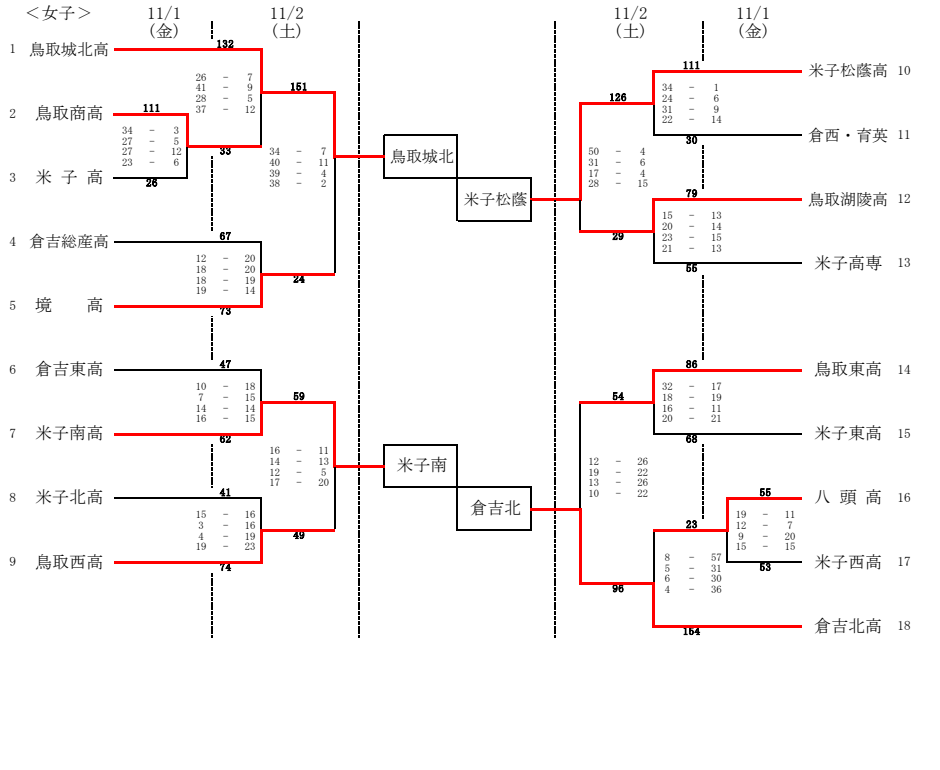 ＜女子＞
11/1
(金)
11/2
(土)
11/2
(土)
11/1
(金)
1 鳥取城北高
132
26 － 7
41 － 9
28 － 5
37 － 12
151
2 鳥取商高
111
34 － 3
27 － 5
27 － 12
23 － 6
33
3 米子高
26
34 － 7
40 － 11
39 － 4
38 － 2
4 倉吉総産高
67
12 － 20
18 － 20
18 － 19
19 － 14
24
5 境高
73
6 倉吉東高
47
10 － 18
7 － 15
14 － 14
16 － 15
59
7 米子南高
62
16 － 11
14 － 13
12 － 5
17 － 20
8 米子北高
41
15 － 16
3 － 16
4 － 19
19 － 23
49
9 鳥取西高
74
鳥取城北
米子松蔭
米子南
倉吉北
111
米子松蔭高 10
126
34 － 1
24 － 6
31 － 9
22 － 14
30
倉西・育英 11
50 － 4
31 － 6
17 － 4
28 － 15
79
鳥取湖陵高 12
29
15 － 13
20 － 14
23 － 15
21 － 13
55
米子高専 13
86
鳥取東高 14
54
32 － 17
18 － 19
16 － 11
20 － 21
68
米子東高 15
12 － 26
19 － 22
13 － 26
10 － 22
55
八頭高 16
23
19 － 11
12 － 7
9 － 20
15 － 15
53
米子西高 17
8 － 57
5 － 31
6 － 30
4 － 36
96
154
倉吉北高 18